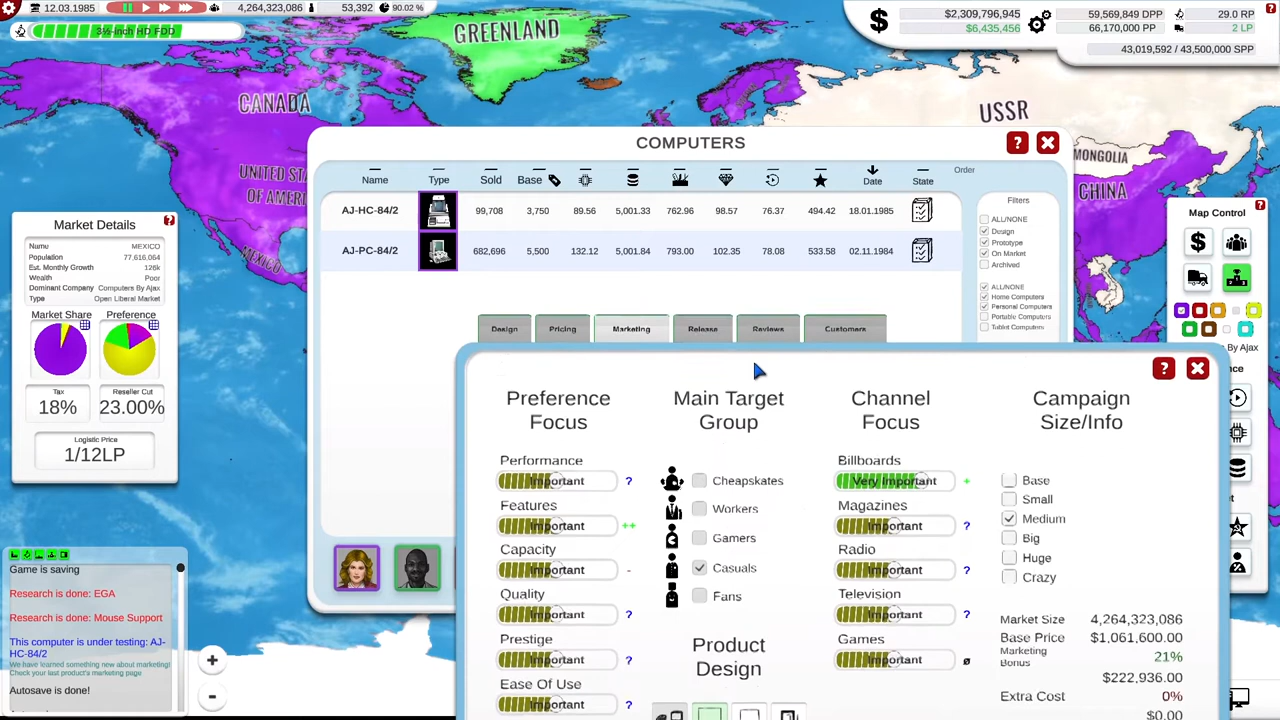 12.03.1985
4,264,323,086
53,392
90.02 %
3½-inch HD FDD
$
$2,309,796,945
$6,435,456
59,569,849 DPP
66,170,000 PP
29.0 RP
2 LP
43,019,592 / 43,500,000 SPP
GREENLAND
CANADA
USSR
MONGOLIA
CHINA
UNITED STA
OF AMERI
MEXICO
COMPUTERS
?
Order
Name
Type
Sold
Base
Date
State
AJ-HC-84/2
99,708
3,750
89.56
5,001.33
762.96
98.57
76.37
494.42
18.01.1985
AJ-PC-84/2
682,696
5,500
132.12
5,001.84
793.00
102.35
78.08
533.58
02.11.1984
Filters
ALL/NONE
Design
Prototype
On Market
Archived
ALL/NONE
Home Computers
Personal Computers
Portable Computers
Tablet Computers
Design
Pricing
Marketing
Release
Reviews
Customers
Market Details
?
Name
MEXICO
Population
77,616,064
Est. Monthly Growth
126k
Wealth
Poor
Dominant Company
Computers By Ajax
Type
Open Liberal Market
Market Share
Preference
Tax
18%
Reseller Cut
23.00%
Logistic Price
1/12LP
Map Control
?
$
By Ajax
?
Preference
Focus
Performance
Important
?
Features
Important
++
Capacity
Important
-
Quality
Important
?
Prestige
Important
?
Ease Of Use
Important
?
Main Target
Group
Cheapskates
Workers
Gamers
Casuals
Fans
Product
Design
Channel
Focus
Billboards
Very Important
+
Magazines
Important
?
Radio
Important
?
Television
Important
?
Games
Important
ø
Campaign
Size/Info
Base
Small
Medium
Big
Huge
Crazy
Market Size
4,264,323,086
Base Price
$1,061,600.00
Marketing
Bonus
21%
$222,936.00
Extra Cost
0%
$0.00
Game is saving
Research is done: EGA
Research is done: Mouse Support
This computer is under testing: AJ-
HC-84/2
We have learned something new about marketing!
Check your last product's marketing page
Autosave is done!
+
-